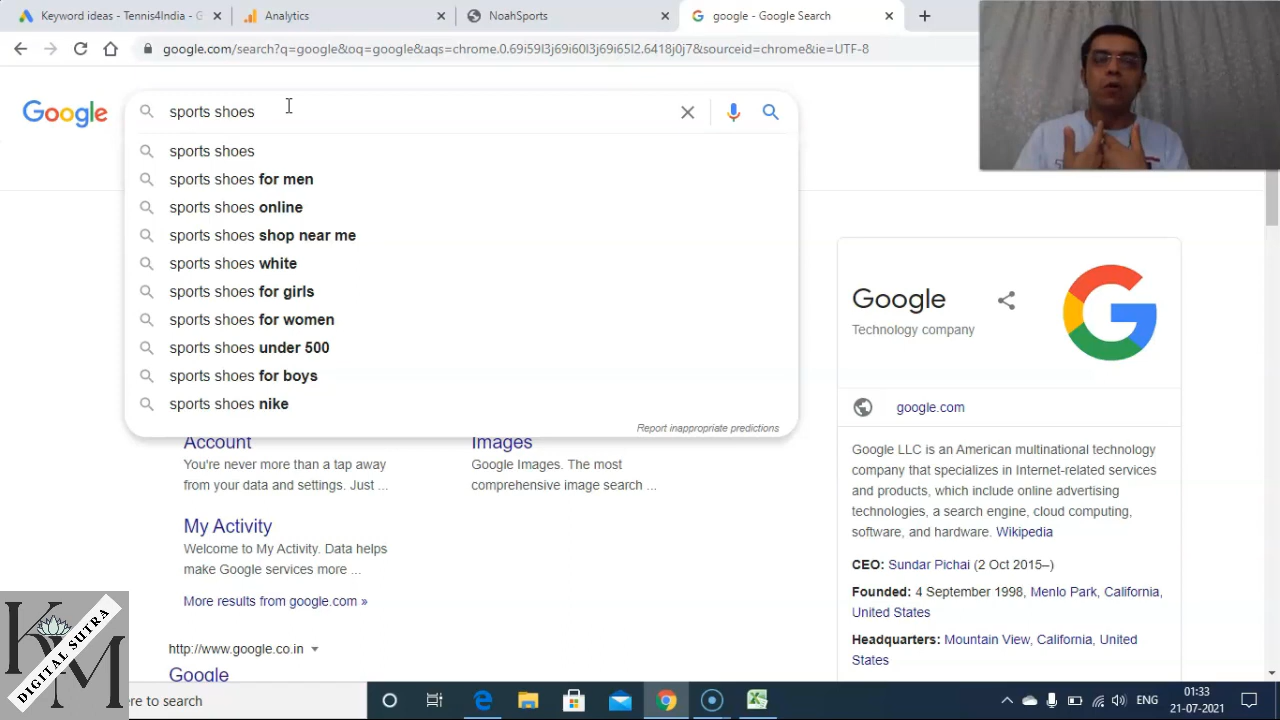 Keyword ideas - Tennis4India - G
Analytics
NoahSports
google - Google Search
google.com/search?q=google&oq=google&aqs=chrome.0.69i59l3j69i60l3j69i65l2.6418j0j7&sourceid=chrome&ie=UTF-8
Google
sports shoes
sports shoes
sports shoes for men
sports shoes online
sports shoes shop near me
sports shoes white
sports shoes for girls
sports shoes for women
sports shoes under 500
sports shoes for boys
sports shoes nike
Report inappropriate predictions
Account
You're never more than a tap away
from your data and settings. Just ...
Images
Google Images. The most
comprehensive image search ...
My Activity
Welcome to My Activity. Data helps
make Google services more ...
More results from google.com »
http://www.google.co.in
Google
Google
Technology company
google.com
Google LLC is an American multinational technology
company that specializes in Internet-related services
and products, which include online advertising
technologies, a search engine, cloud computing,
software, and hardware. Wikipedia
CEO: Sundar Pichai (2 Oct 2015–)
Founded: 4 September 1998, Menlo Park, California,
United States
Headquarters: Mountain View, California, United
States
KM
DIGITAL SUTRA
ere to search
ENG
01:33
21-07-2021